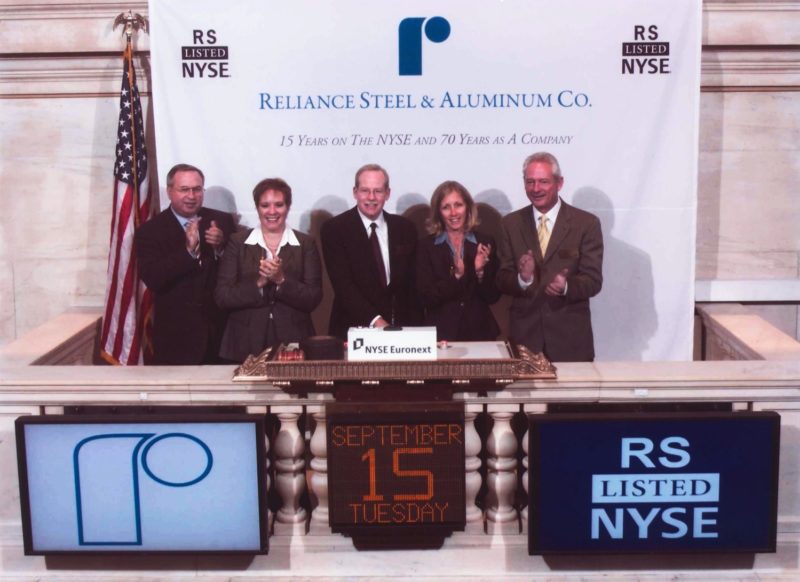 RS
LISTED
NYSE
r
RS
LISTED
NYSE
RELIANCE STEEL & ALUMINUM CO.
15 YEARS ON THE NYSE AND 70 YEARS AS A COMPANY
NYSE Euronext
r
SEPTEMBER
15
TUESDAY
RS
LISTED
NYSE